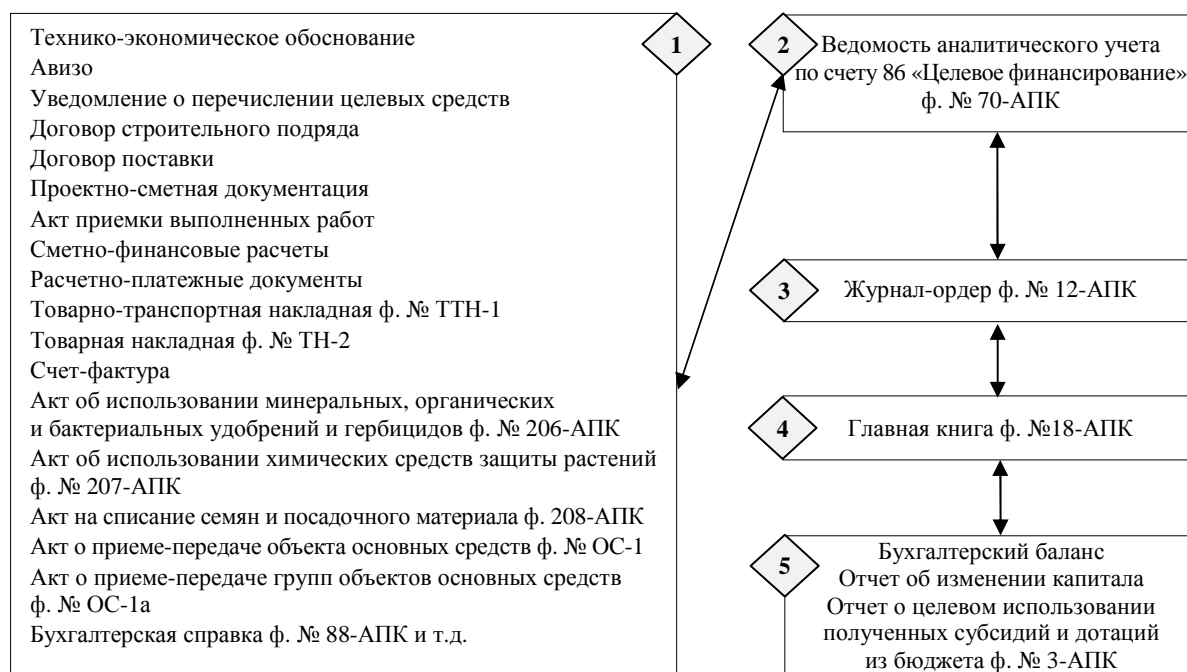 1
Технико-экономическое обоснование
Авизо
Уведомление о перечислении целевых средств
Договор строительного подряда
Договор поставки
Проектно-сметная документация
Акт приемки выполненных работ
Сметно-финансовые расчеты
Расчетно-платежные документы
Товарно-транспортная накладная ф. № ТТН-1
Товарная накладная ф. № ТН-2
Счет-фактура
Акт об использовании минеральных, органических
и бактериальных удобрений и гербицидов ф. № 206-АПК
Акт об использовании химических средств защиты растений
ф. № 207-АПК
Акт на списание семян и посадочного материала ф. 208-АПК
Акт о приеме-передаче объекта основных средств ф. № ОС-1
Акт о приеме-передаче групп объектов основных средств
ф. № ОС-1а
Бухгалтерская справка ф. № 88-АПК и т.д.
2
Ведомость аналитического учета
по счету 86 «Целевое финансирование»
ф. № 70-АПК
3
Журнал-ордер ф. № 12-АПК
4
Главная книга ф. №18-АПК
5
Бухгалтерский баланс
Отчет об изменении капитала
Отчет о целевом использовании
полученных субсидий и дотаций
из бюджета ф. № 3-АПК